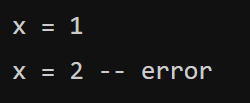 x = 1
x = 2 -- error